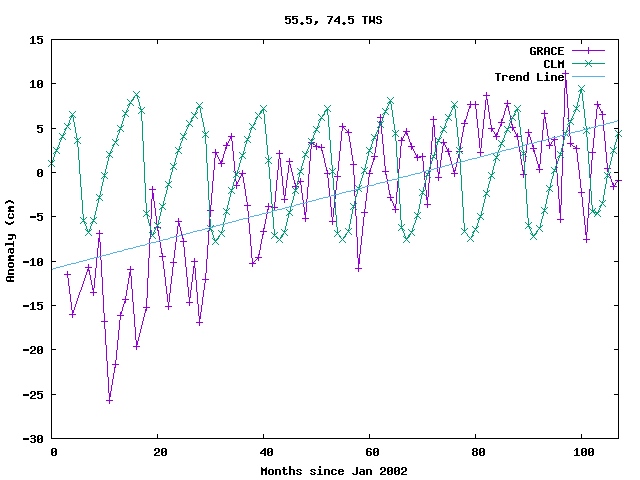 55.5, 74.5 TWS
GRACE
CLM
Trend Line
15
10
5
0
-5
-10
-15
-20
-25
-30
Anomaly (cm)
0 20 40 60 80 100
Months since Jan 2002